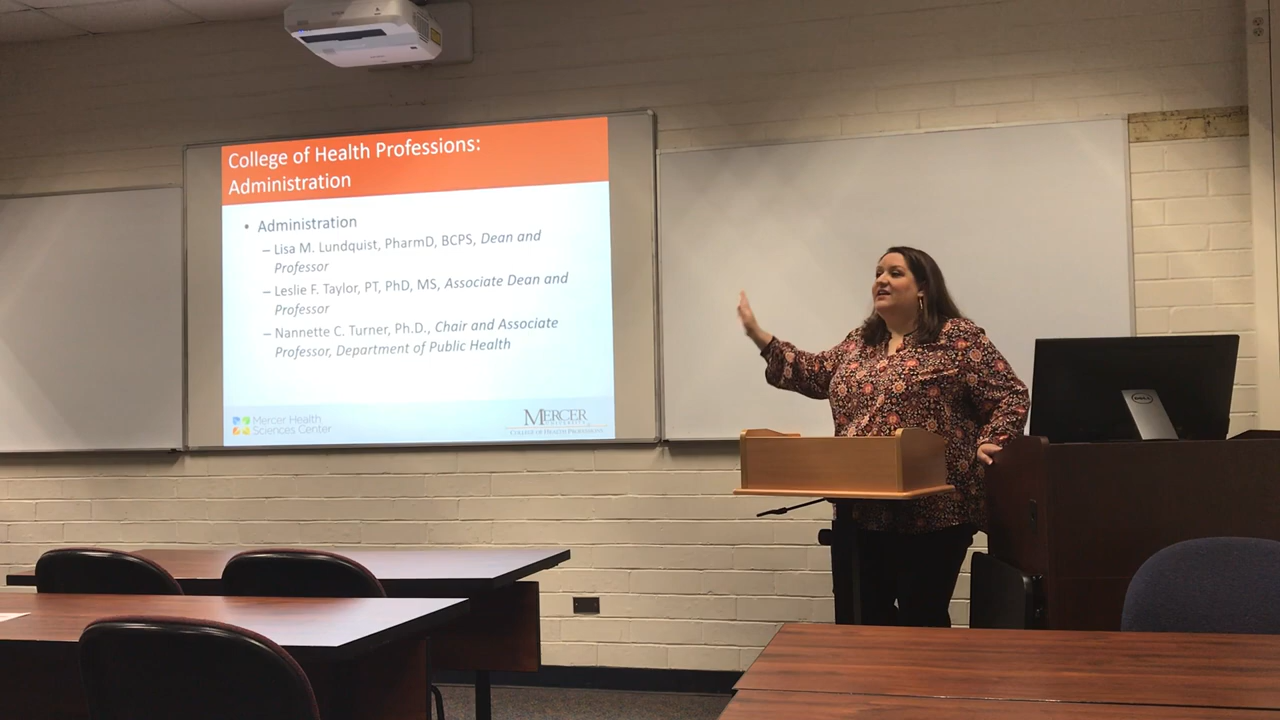 College of Health Professions:
Administration
• Administration
– Lisa M. Lundquist, PharmD, BCPS, Dean and
Professor
– Leslie F. Taylor, PT, PhD, MS, Associate Dean and
Professor
– Nannette C. Turner, Ph.D., Chair and Associate
Professor, Department of Public Health
Mercer Health
Sciences Center
MERCER
UNIVERSITY
COLLEGE OF HEALTH PROFESSIONS
DELL